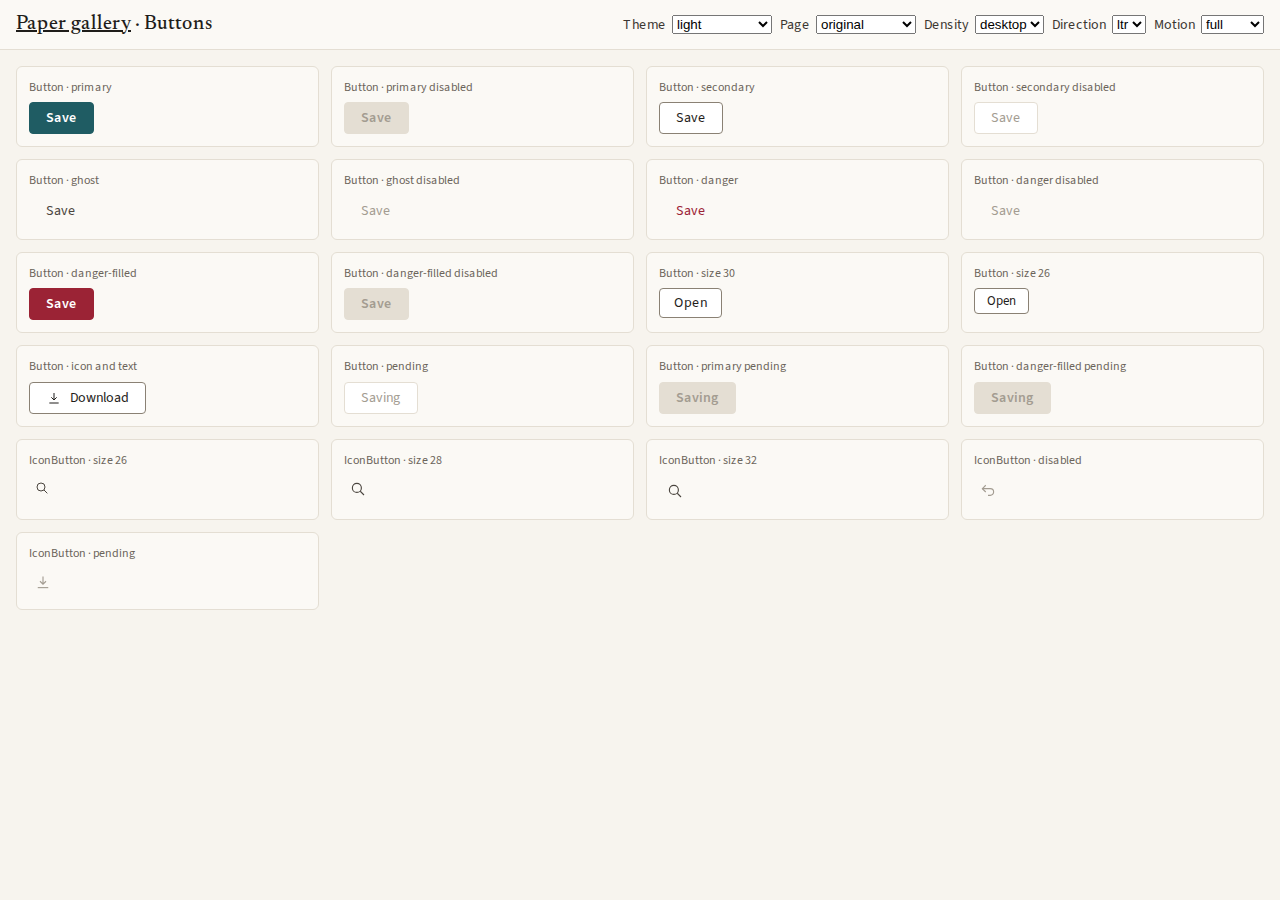 Paper gallery · Buttons
Theme light Page original Density desktop Direction ltr Motion full
Button · primary
Save
Button · primary disabled
Save
Button · secondary
Save
Button · secondary disabled
Save
Button · ghost
Save
Button · ghost disabled
Save
Button · danger
Save
Button · danger disabled
Save
Button · danger-filled
Save
Button · danger-filled disabled
Save
Button · size 30
Open
Button · size 26
Open
Button · icon and text
Download
Button · pending
Saving
Button · primary pending
Saving
Button · danger-filled pending
Saving
IconButton · size 26
IconButton · size 28
IconButton · size 32
IconButton · disabled
IconButton · pending